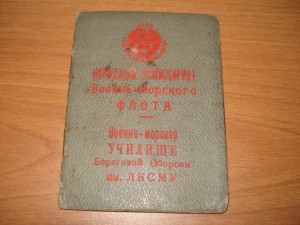 НАРОДНЫЙ КОМИССАРИАТ
Военно-Морского
ФЛОТА
Военно-морское
УЧИЛИЩЕ
Береговой Обороны
им. ЛКСМУ